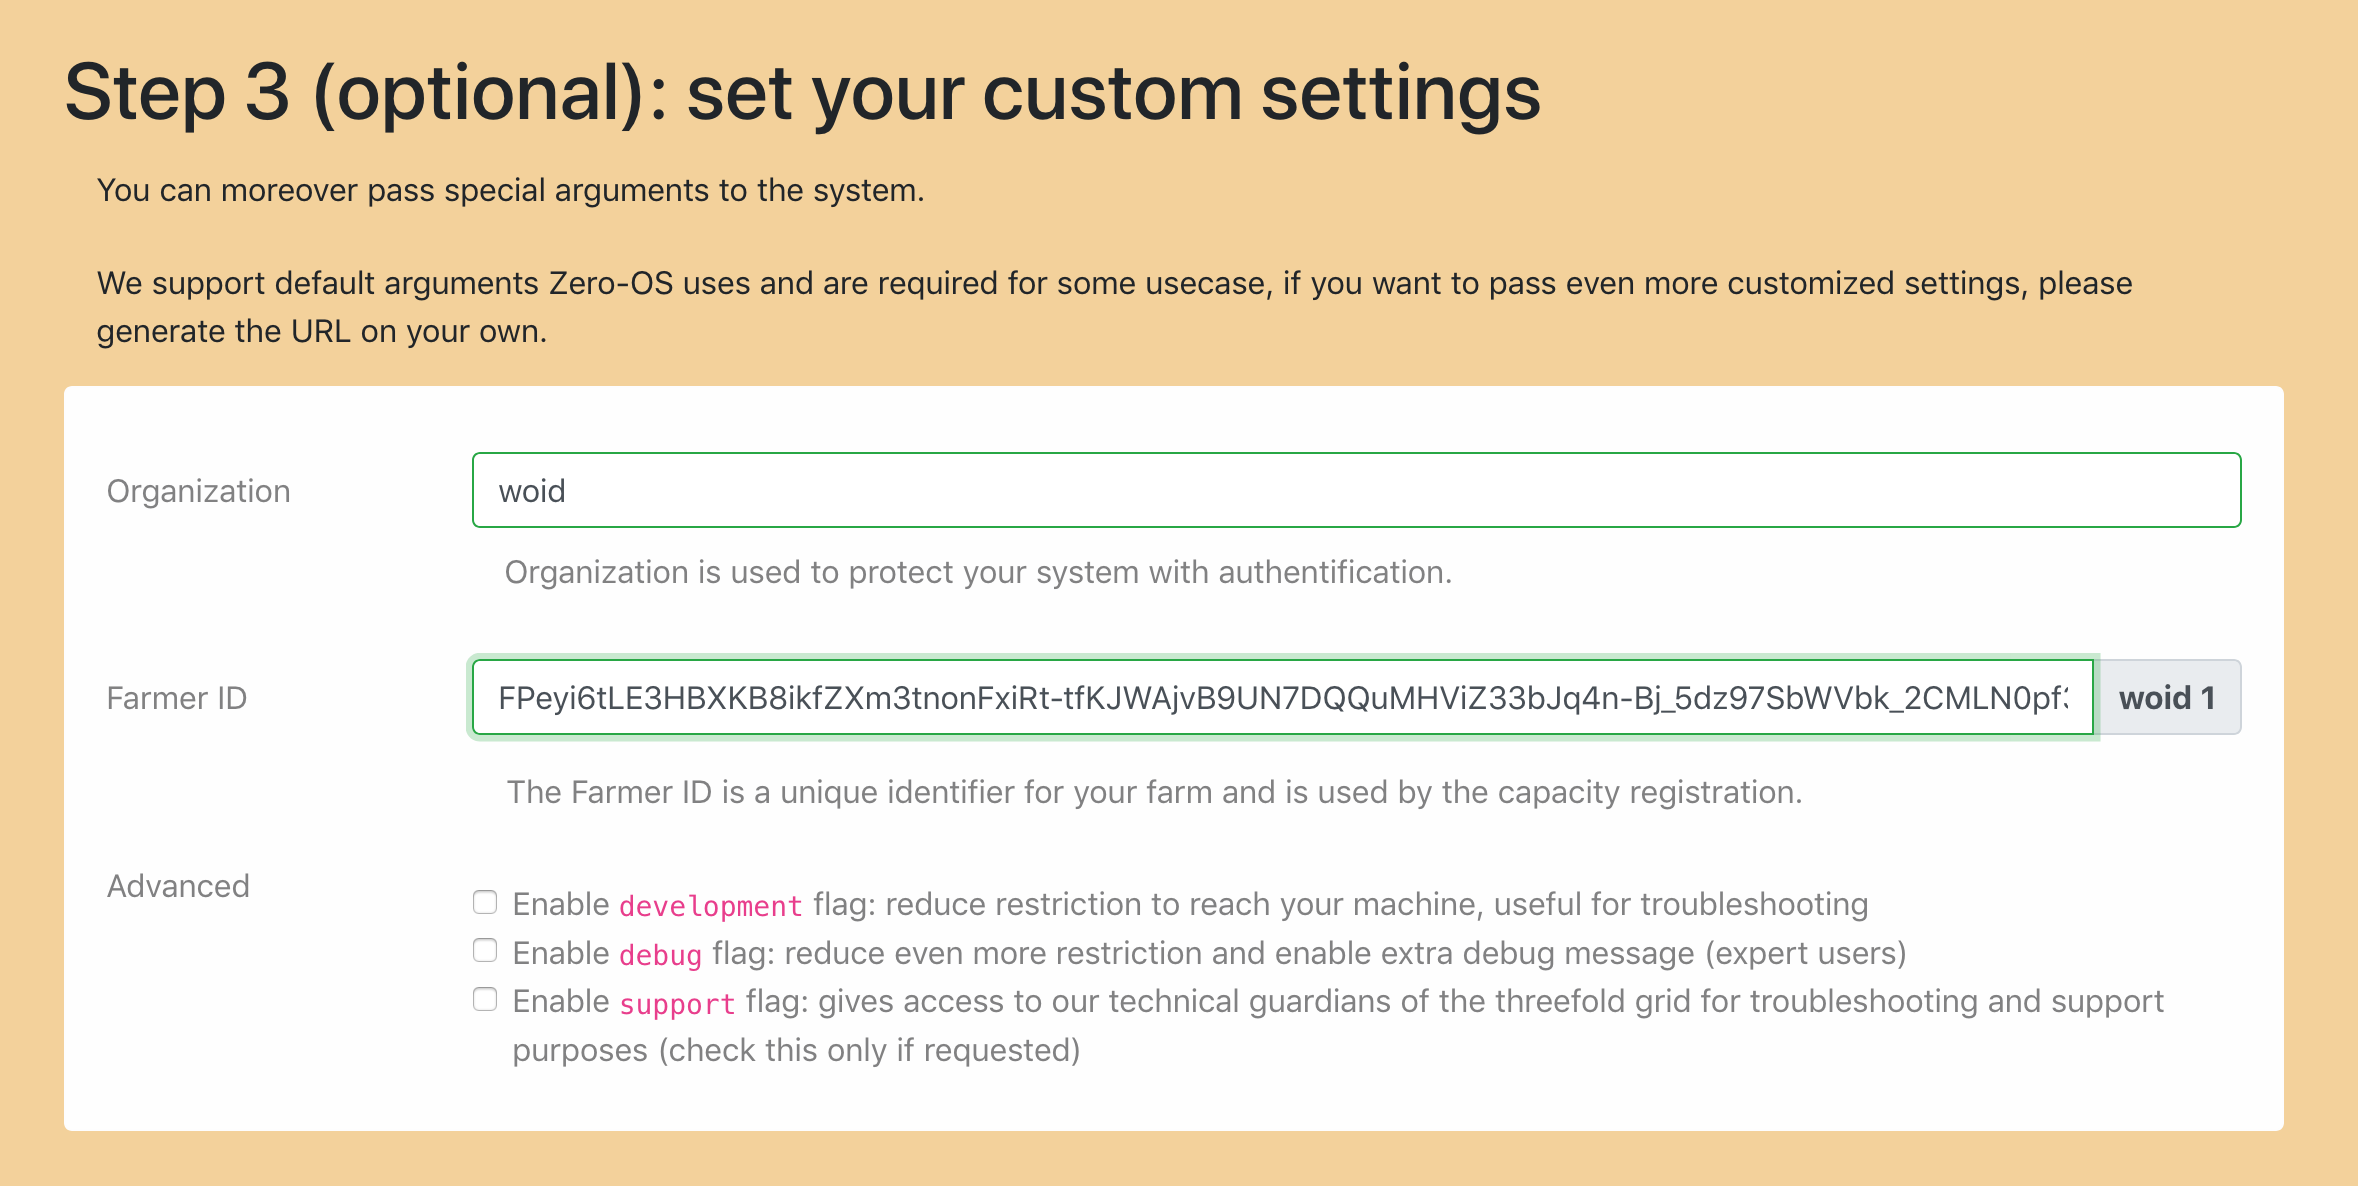 Step 3 (optional): set your custom settings
You can moreover pass special arguments to the system.
We support default arguments Zero-OS uses and are required for some usecase, if you want to pass even more customized settings, please
generate the URL on your own.
Organization
woid
Organization is used to protect your system with authentification.
Farmer ID
FPeyi6tLE3HBXKB8ikfZXm3tnonFxiRt-tfKJWAjvB9UN7DQQuMHViZ33bJq4n-Bj_5dz97SbWVbk_2CMLN0pf
woid 1
The Farmer ID is a unique identifier for your farm and is used by the capacity registration.
Advanced
Enable development flag: reduce restriction to reach your machine, useful for troubleshooting
Enable debug flag: reduce even more restriction and enable extra debug message (expert users)
Enable support flag: gives access to our technical guardians of the threefold grid for troubleshooting and support
purposes (check this only if requested)